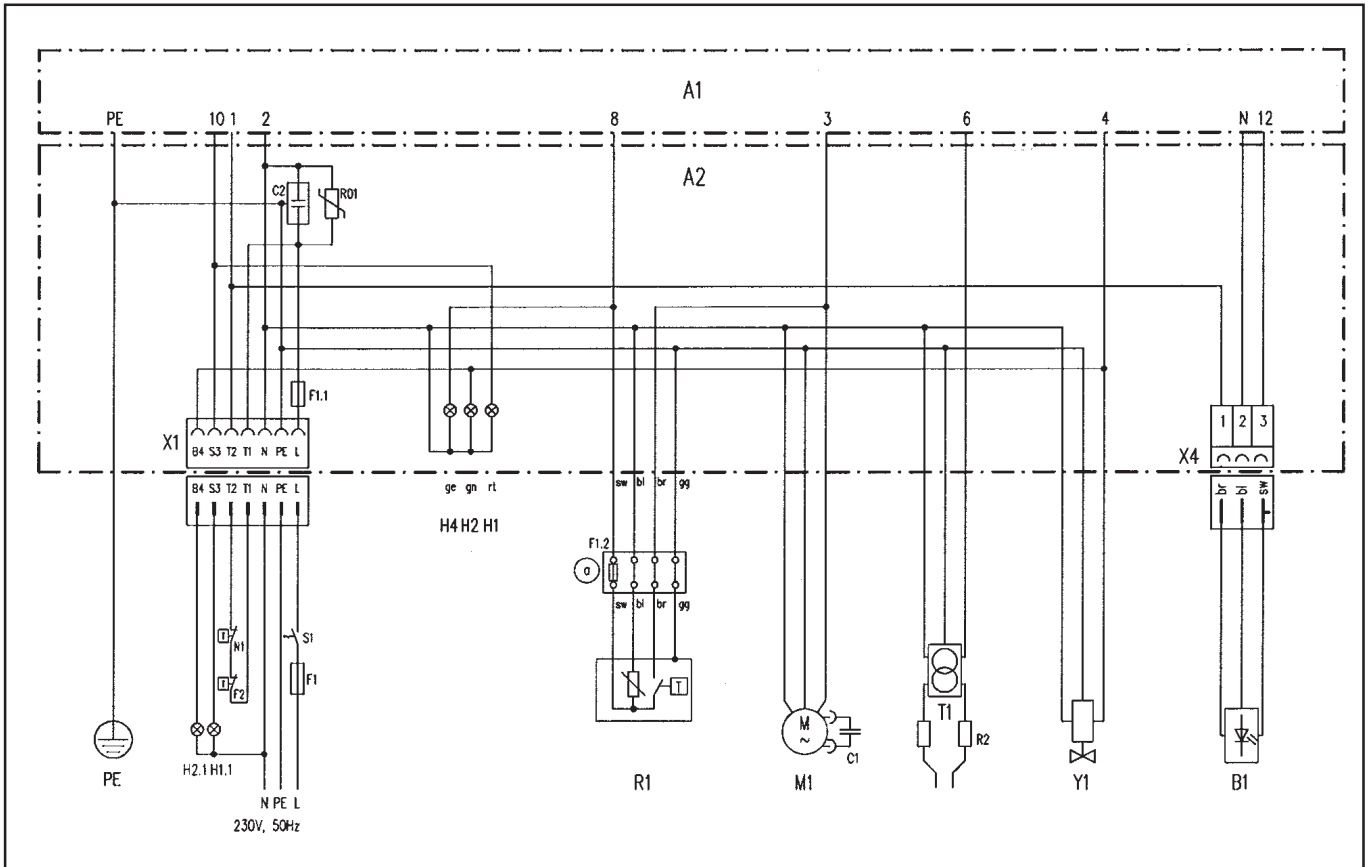 A1
PE 10 1 2 8 3 6 4 N 12
A2
C2 R01
F1.1
X1
B4 S3 T2 T1 N PE L
1 2 3
X4
B4 S3 T2 T1 N PE L
ge gn rt
H4 H2 H1
sw bl br gg
br bl sw
F1.2
a
sw bl br gg
N1
F2
S1
F1
T
M
~
C1
T1
R2
H2.1 H1.1
PE
R1
M1
Y1
B1
N PE L
230V, 50Hz